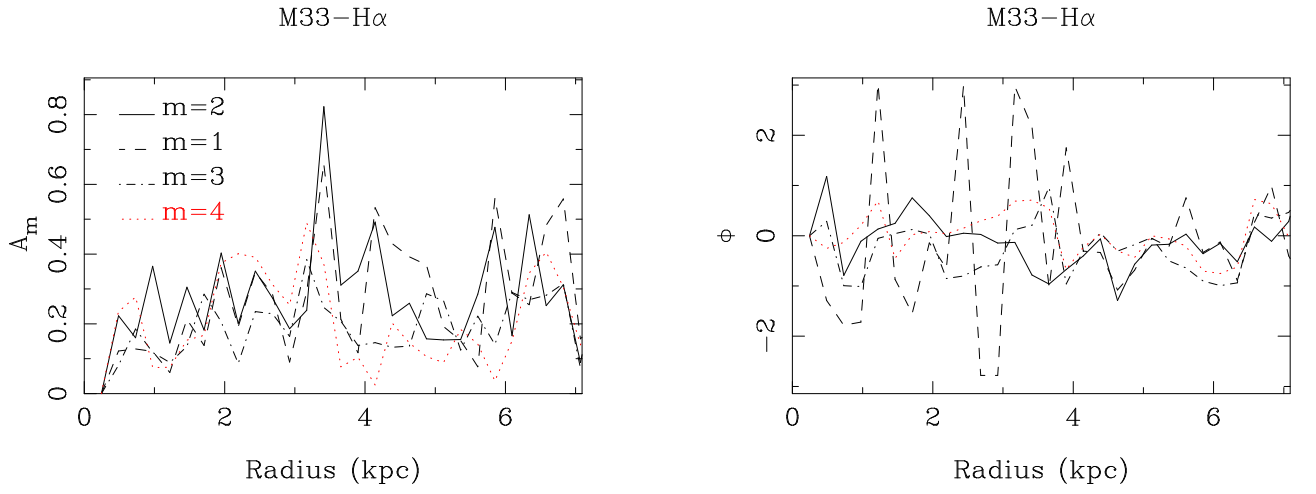 M33-Hα
A_m
0 0.2 0.4 0.6 0.8
m=2
m=1
m=3
m=4
0 2 4 6
Radius (kpc)
M33-Hα
ϕ
-2 0 2
0 2 4 6
Radius (kpc)